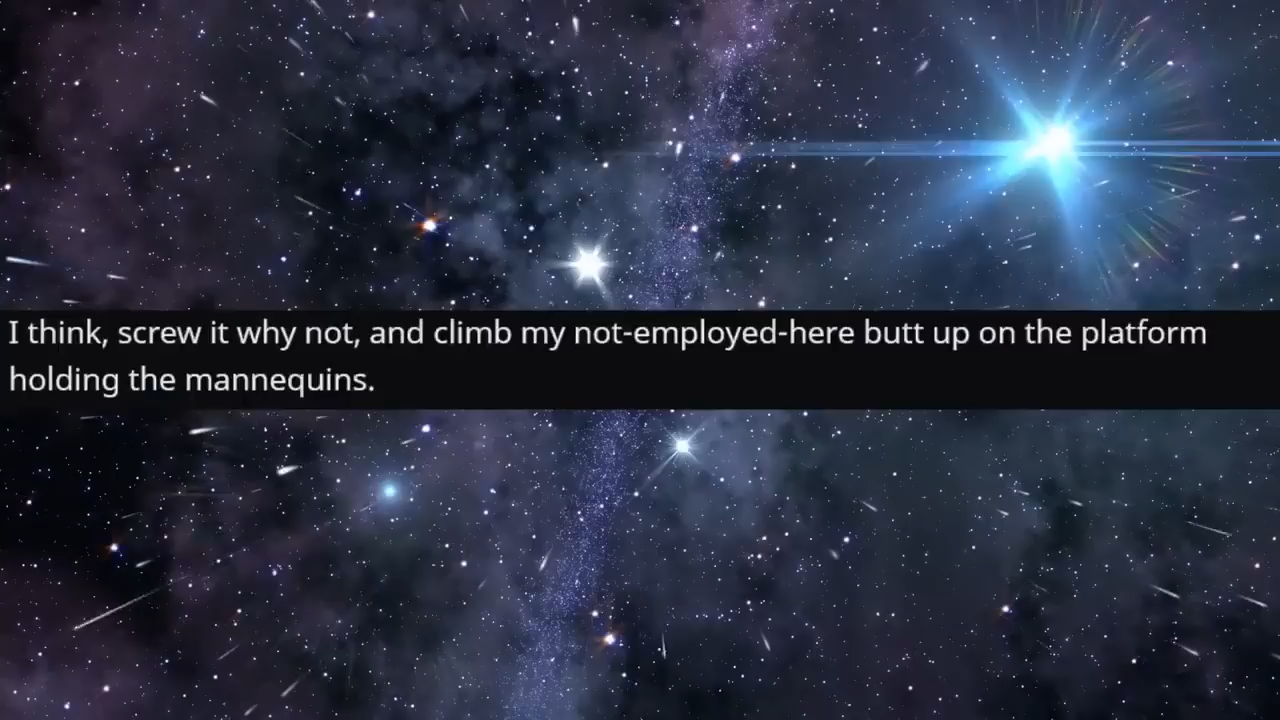 I think, screw it why not, and climb my not-employed-here butt up on the platform
holding the mannequins.